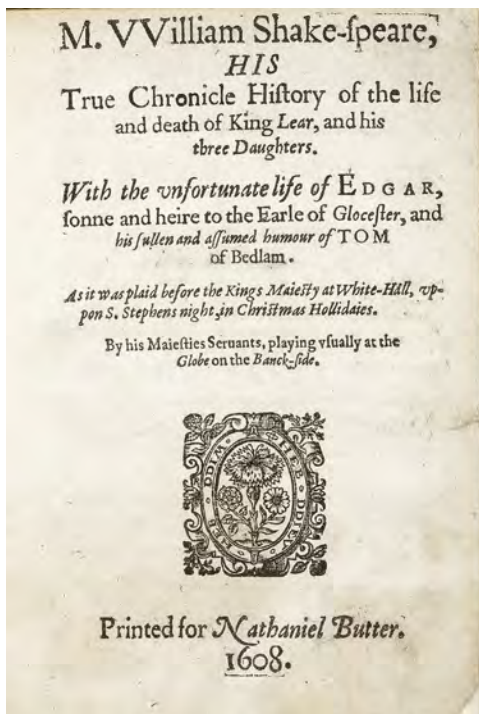 M. VVilliam Shake-ſpeare,
HIS
True Chronicle Hiſtory of the life
and death of King Lear, and his
three Daughters.
With the vnfortunate life of EDGAR,
ſonne and heire to the Earle of Gloceſter, and
his ſullen and aſſumed humour of TOM
of Bedlam.
As it was plaid before the Kings Maieſty at White-Hall, vp-
pon S. Stephens night, in Chriſtmas Hollidaies.
By his Maieſties Seruants, playing vſually at the
Globe on the Banck-ſide.
HEB DDIM HEB DDIEV
Printed for Nathaniel Butter.
1608.